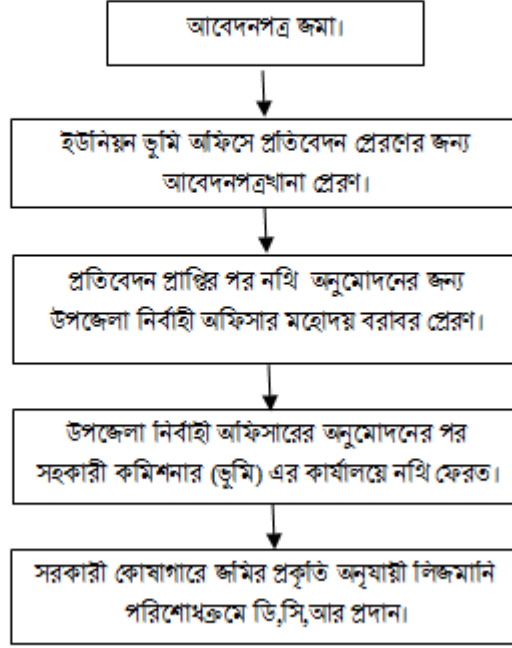 আবেদনপত্র জমা।
ইউনিয়ন ভূমি অফিসে প্রতিবেদন প্রেরণের জন্য
আবেদনপত্রখানা প্রেরণ।
প্রতিবেদন প্রাপ্তির পর নথি অনুমোদনের জন্য
উপজেলা নির্বাহী অফিসার মহোদয় বরাবর প্রেরণ।
উপজেলা নির্বাহী অফিসারের অনুমোদনের পর
সহকারী কমিশনার (ভূমি) এর কার্যালয়ে নথি ফেরত।
সরকারী কোষাগারে জমির প্রকৃতি অনূযায়ী লিজমানি
পরিশোধক্রমে ডি,সি,আর প্রদান।